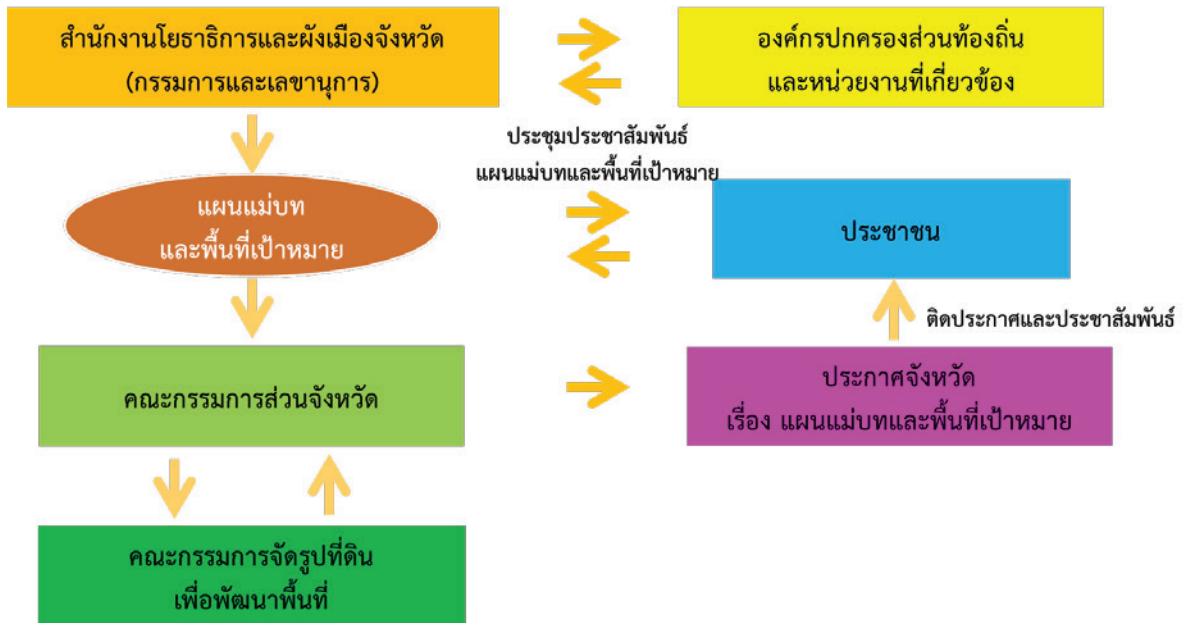 สำนักงานโยธาธิการและผังเมืองจังหวัด
(กรรมการและเลขานุการ)
องค์กรปกครองส่วนท้องถิ่น
และหน่วยงานที่เกี่ยวข้อง
ประชุมประชาสัมพันธ์
แผนแม่บทและพื้นที่เป้าหมาย
แผนแม่บท
และพื้นที่เป้าหมาย
ประชาชน
ติดประกาศและประชาสัมพันธ์
คณะกรรมการส่วนจังหวัด
ประกาศจังหวัด
เรื่อง แผนแม่บทและพื้นที่เป้าหมาย
คณะกรรมการจัดรูปที่ดิน
เพื่อพัฒนาพื้นที่